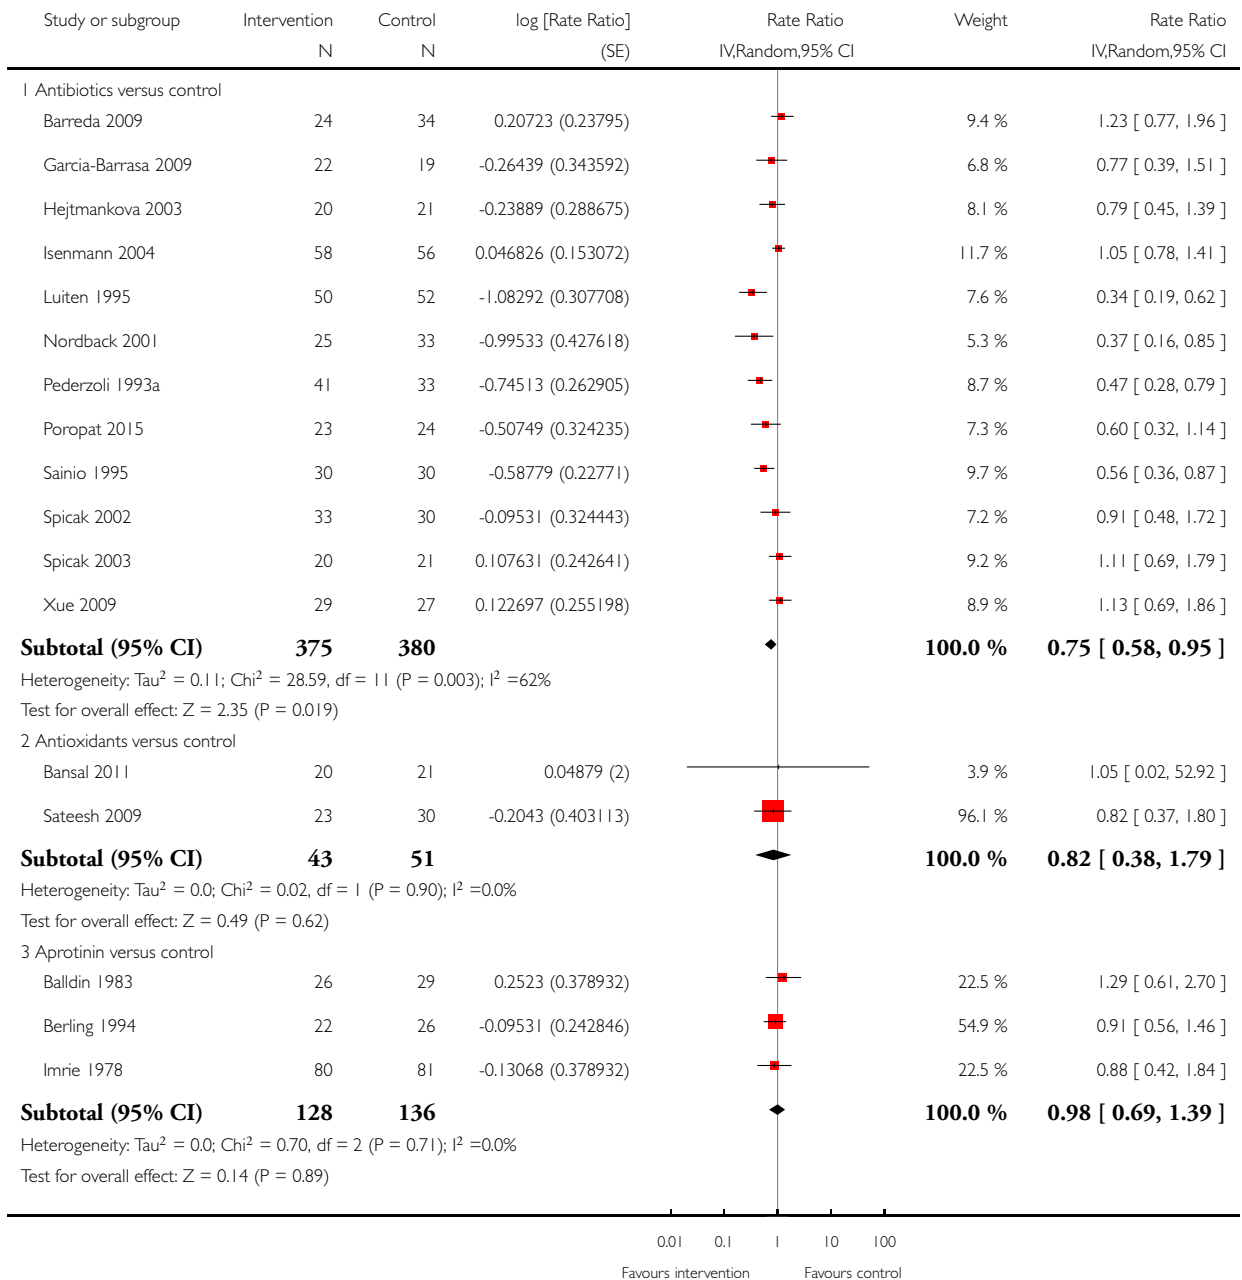 Study or subgroup Intervention Control log [Rate Ratio] Rate Ratio Weight Rate Ratio
N N (SE) IV,Random,95% CI IV,Random,95% CI
1 Antibiotics versus control
Barreda 2009 24 34 0.20723 (0.23795) 9.4 % 1.23 [ 0.77, 1.96 ]
Garcia-Barrasa 2009 22 19 -0.26439 (0.343592) 6.8 % 0.77 [ 0.39, 1.51 ]
Hejtmankova 2003 20 21 -0.23889 (0.288675) 8.1 % 0.79 [ 0.45, 1.39 ]
Isenmann 2004 58 56 0.046826 (0.153072) 11.7 % 1.05 [ 0.78, 1.41 ]
Luiten 1995 50 52 -1.08292 (0.307708) 7.6 % 0.34 [ 0.19, 0.62 ]
Nordback 2001 25 33 -0.99533 (0.427618) 5.3 % 0.37 [ 0.16, 0.85 ]
Pederzoli 1993a 41 33 -0.74513 (0.262905) 8.7 % 0.47 [ 0.28, 0.79 ]
Poropat 2015 23 24 -0.50749 (0.324235) 7.3 % 0.60 [ 0.32, 1.14 ]
Sainio 1995 30 30 -0.58779 (0.22771) 9.7 % 0.56 [ 0.36, 0.87 ]
Spicak 2002 33 30 -0.09531 (0.324443) 7.2 % 0.91 [ 0.48, 1.72 ]
Spicak 2003 20 21 0.107631 (0.242641) 9.2 % 1.11 [ 0.69, 1.79 ]
Xue 2009 29 27 0.122697 (0.255198) 8.9 % 1.13 [ 0.69, 1.86 ]
Subtotal (95% CI) 375 380 100.0 % 0.75 [ 0.58, 0.95 ]
Heterogeneity: Tau² = 0.11; Chi² = 28.59, df = 11 (P = 0.003); I² =62%
Test for overall effect: Z = 2.35 (P = 0.019)
2 Antioxidants versus control
Bansal 2011 20 21 0.04879 (2) 3.9 % 1.05 [ 0.02, 52.92 ]
Sateesh 2009 23 30 -0.2043 (0.403113) 96.1 % 0.82 [ 0.37, 1.80 ]
Subtotal (95% CI) 43 51 100.0 % 0.82 [ 0.38, 1.79 ]
Heterogeneity: Tau² = 0.0; Chi² = 0.02, df = 1 (P = 0.90); I² =0.0%
Test for overall effect: Z = 0.49 (P = 0.62)
3 Aprotinin versus control
Balldin 1983 26 29 0.2523 (0.378932) 22.5 % 1.29 [ 0.61, 2.70 ]
Berling 1994 22 26 -0.09531 (0.242846) 54.9 % 0.91 [ 0.56, 1.46 ]
Imrie 1978 80 81 -0.13068 (0.378932) 22.5 % 0.88 [ 0.42, 1.84 ]
Subtotal (95% CI) 128 136 100.0 % 0.98 [ 0.69, 1.39 ]
Heterogeneity: Tau² = 0.0; Chi² = 0.70, df = 2 (P = 0.71); I² =0.0%
Test for overall effect: Z = 0.14 (P = 0.89)
0.01 0.1 1 10 100
Favours intervention Favours control